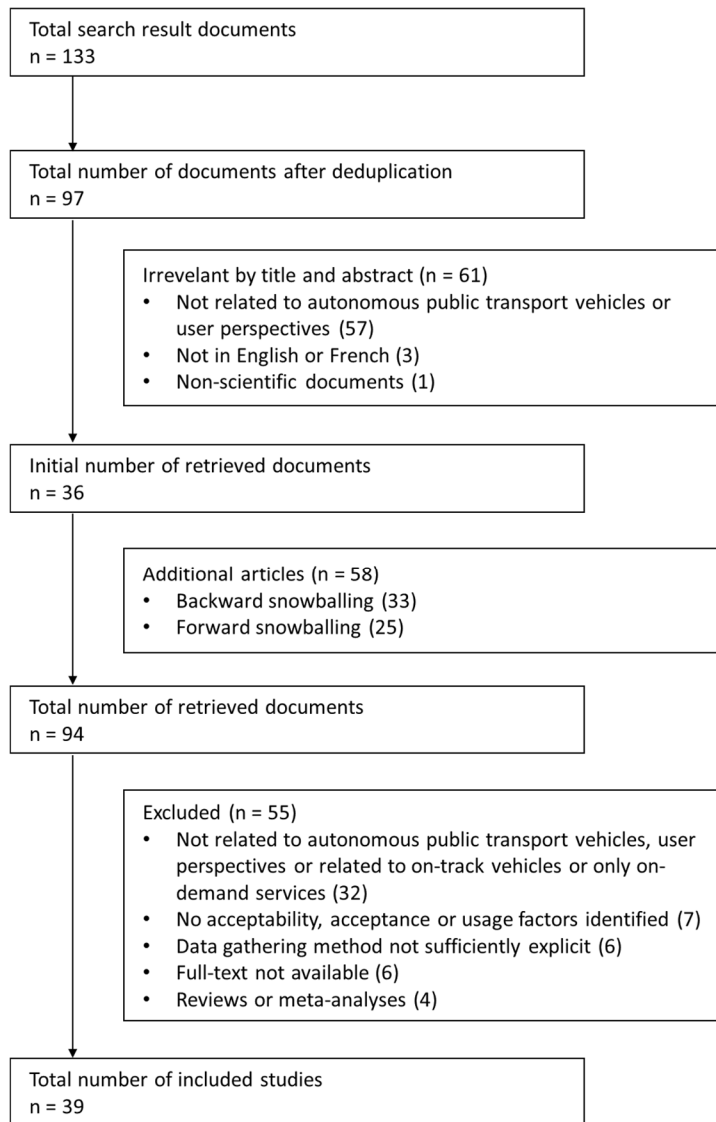 Total search result documents
n = 133
Total number of documents after deduplication
n = 97
Irrevelant by title and abstract (n = 61)
• Not related to autonomous public transport vehicles or
user perspectives (57)
• Not in English or French (3)
• Non-scientific documents (1)
Initial number of retrieved documents
n = 36
Additional articles (n = 58)
• Backward snowballing (33)
• Forward snowballing (25)
Total number of retrieved documents
n = 94
Excluded (n = 55)
• Not related to autonomous public transport vehicles, user
perspectives or related to on-track vehicles or only on-
demand services (32)
• No acceptability, acceptance or usage factors identified (7)
• Data gathering method not sufficiently explicit (6)
• Full-text not available (6)
• Reviews or meta-analyses (4)
Total number of included studies
n = 39